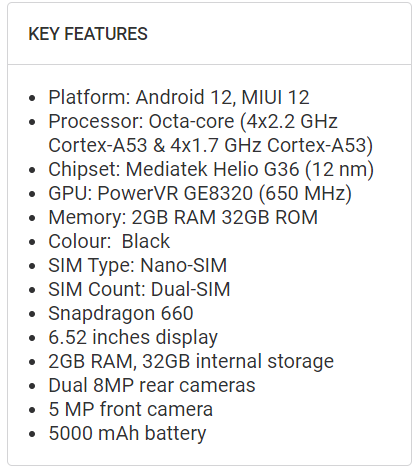 KEY FEATURES
Platform: Android 12, MIUI 12
Processor: Octa-core (4x2.2 GHz
Cortex-A53 & 4x1.7 GHz Cortex-A53)
Chipset: Mediatek Helio G36 (12 nm)
GPU: PowerVR GE8320 (650 MHz)
Memory: 2GB RAM 32GB ROM
Colour:  Black
SIM Type: Nano-SIM
SIM Count: Dual-SIM
Snapdragon 660
6.52 inches display
2GB RAM, 32GB internal storage
Dual 8MP rear cameras
5 MP front camera
5000 mAh battery